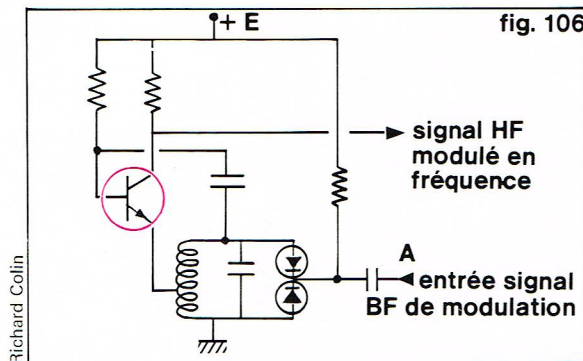 + E
fig. 106
signal HF
modulé en
fréquence
A
entrée signal
BF de modulation
Richard Colin